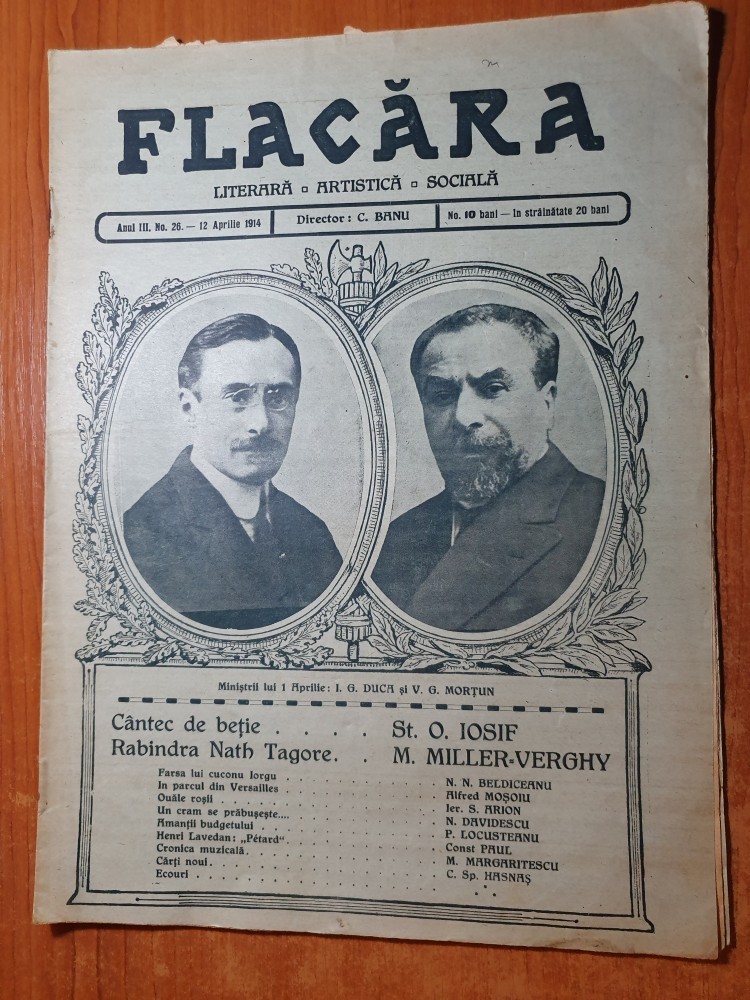 FLACĂRA
LITERARĂ ▫ ARTISTICĂ ▫ SOCIALĂ
Anul III, No. 26. — 12 Aprilie 1914 Director: C. BANU No. 10 bani — In străinătate 20 bani
Miniștrii lui 1 Aprilie: I. G. DUCA și V. G. MORȚUN
Cântec de beție . . . . . St. O. IOSIF
Rabindra Nath Tagore. . . M. MILLER-VERGHY
Farsa lui cuconu Iorgu . . . . . . . . . . N. N. BELDICEANU
In parcul din Versailles . . . . . . . . . . Alfred MOȘOIU
Ouăle roșii . . . . . . . . . . Ier. S. ARION
Un cram se prăbușește.... . . . . . . . . . . N. DAVIDESCU
Amanții budgetului . . . . . . . . . . P. LOCUSTEANU
Henri Lavedan: „Pétard“ . . . . . . . . . . Const PAUL
Cronica muzicală . . . . . . . . . . M. MARGARITESCU
Cărți noui . . . . . . . . . . C. Sp. HASNAȘ
Ecouri . . . . . . . . . . * * *